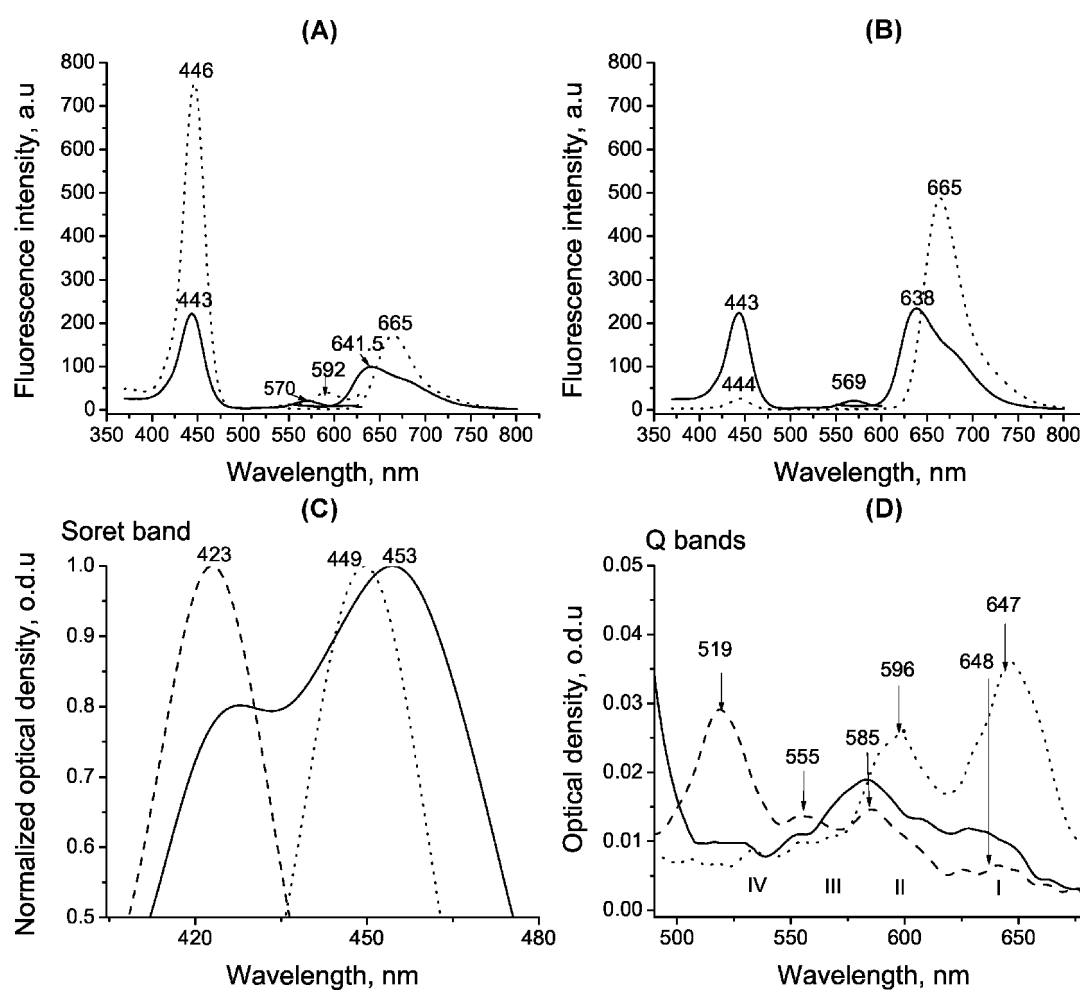 (A)
800
700
600
500
400
300
200
100
0
Fluorescence intensity, a.u
446
443
570
592
641.5
665
350 400 450 500 550 600 650 700 750 800
Wavelength, nm
(B)
800
700
600
500
400
300
200
100
0
Fluorescence intensity, a.u
443
444
569
638
665
350 400 450 500 550 600 650 700 750 800
Wavelength, nm
(C)
Soret band
1.0
0.9
0.8
0.7
0.6
0.5
Normalized optical density, o.d.u
423
449
453
420 450 480
Wavelength, nm
(D)
Q bands
0.05
0.04
0.03
0.02
0.01
0.00
Optical density, o.d.u
519
555
585
596
648
647
IV III II I
500 550 600 650
Wavelength, nm